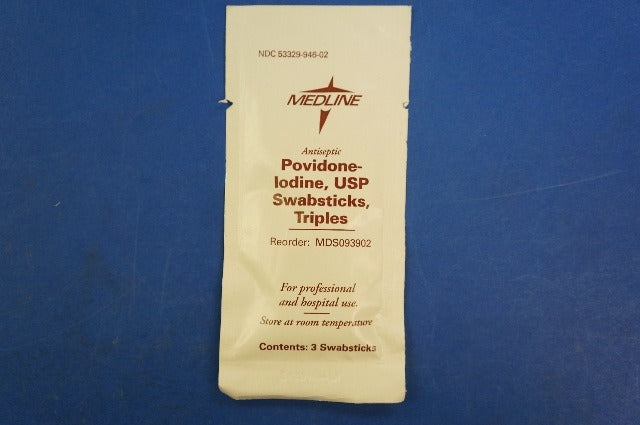 NDC 53329-946-02
MEDLINE
Antiseptic
Povidone-
Iodine, USP
Swabsticks,
Triples
Reorder: MDS093902
For professional
and hospital use.
Store at room temperature
Contents: 3 Swabsticks